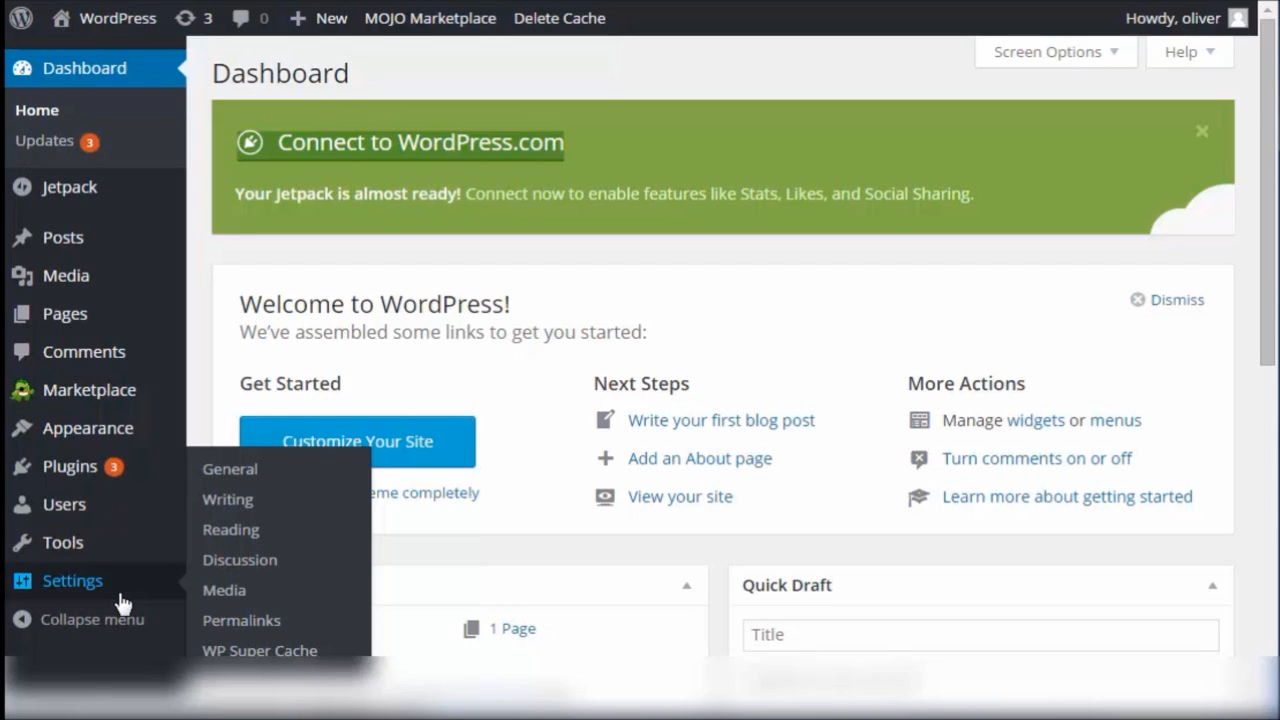 WordPress 3 0 New MOJO Marketplace Delete Cache Howdy, oliver
Dashboard
Home
Updates 3
Jetpack
Posts
Media
Pages
Comments
Marketplace
Appearance
Plugins 3
Users
Tools
Settings
Collapse menu
General
Writing
Reading
Discussion
Media
Permalinks
WP Super Cache
Screen Options Help
Dashboard
Connect to WordPress.com
Your Jetpack is almost ready! Connect now to enable features like Stats, Likes, and Social Sharing.
Welcome to WordPress!
Dismiss
We've assembled some links to get you started:
Get Started
Customize Your Site
eme completely
Next Steps
Write your first blog post
Add an About page
View your site
More Actions
Manage widgets or menus
Turn comments on or off
Learn more about getting started
1 Page
Quick Draft
Title